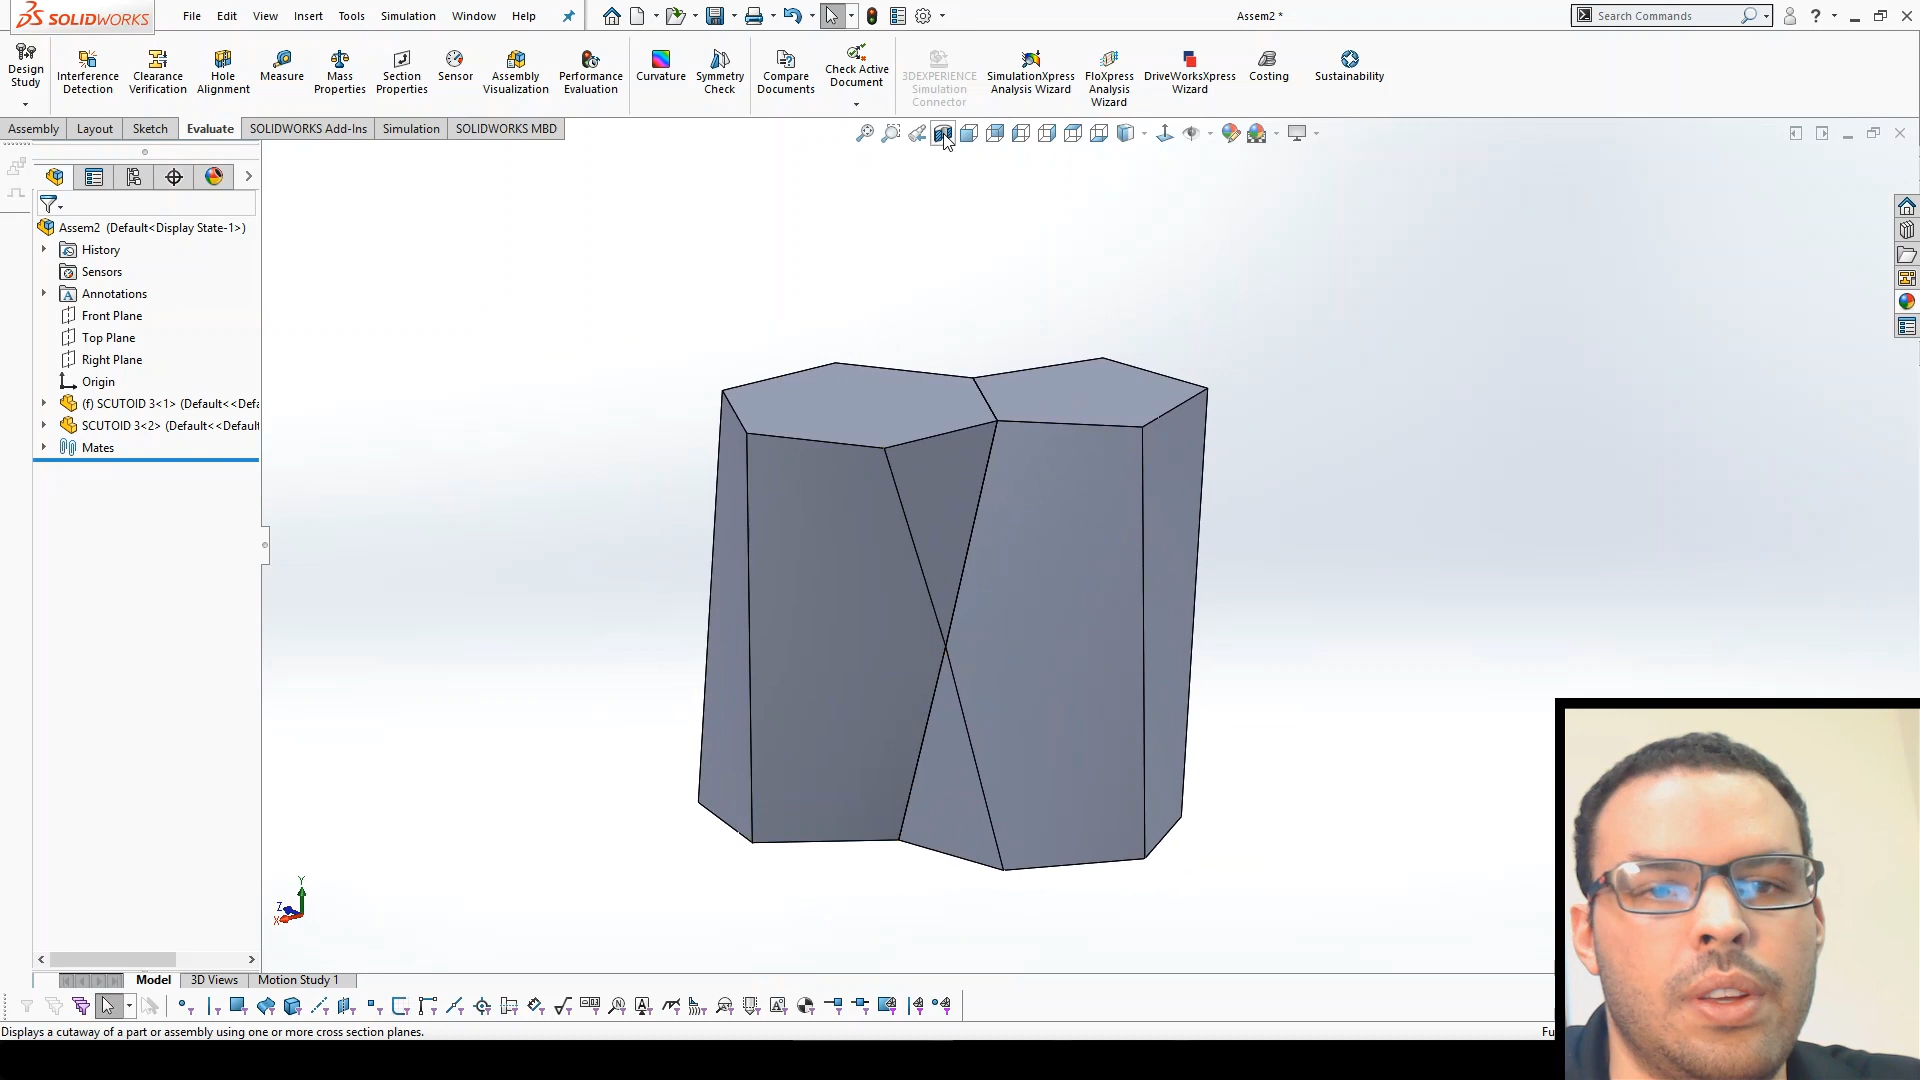 SOLIDWORKS
File Edit View Insert Tools Simulation Window Help
Assem2 *
Search Commands
Design Study
Interference Detection
Clearance Verification
Hole Alignment
Measure
Mass Properties
Section Properties
Sensor
Assembly Visualization
Performance Evaluation
Curvature
Symmetry Check
Compare Documents
Check Active Document
3DEXPERIENCE Simulation Connector
SimulationXpress Analysis Wizard
FloXpress Analysis Wizard
DriveWorksXpress Wizard
Costing
Sustainability
Assembly Layout Sketch Evaluate SOLIDWORKS Add-Ins Simulation SOLIDWORKS MBD
Assem2 (Default<Display State-1>)
History
Sensors
Annotations
Front Plane
Top Plane
Right Plane
Origin
(f) SCUTOID 3<1> (Default<<Defa
SCUTOID 3<2> (Default<<Default
Mates
Y
Z
X
Model 3D Views Motion Study 1
Displays a cutaway of a part or assembly using one or more cross section planes.
Fu